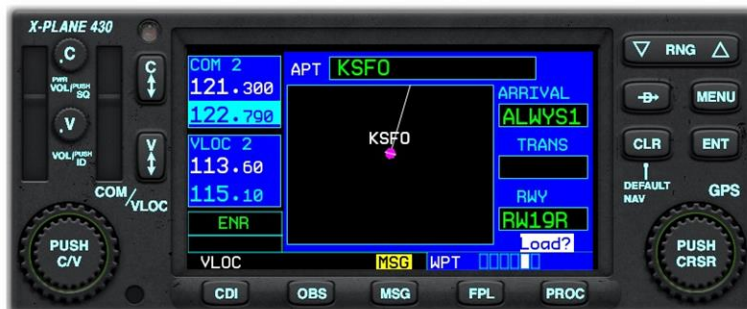 X-PLANE 430
C
PWR
VOL/PUSH
SQ
V
VOL/PUSH
ID
COM/VLOC
PUSH
C/V
C
V
COM 2
121.300
122.790
VLOC 2
113.60
115.10
ENR
VLOC
APT KSFO
KSFO
ARRIVAL
ALWYS1
TRANS
RWY
RW19R
Load?
MSG
WPT
RNG
D
MENU
CLR
ENT
DEFAULT
NAV
GPS
PUSH
CRSR
CDI
OBS
MSG
FPL
PROC